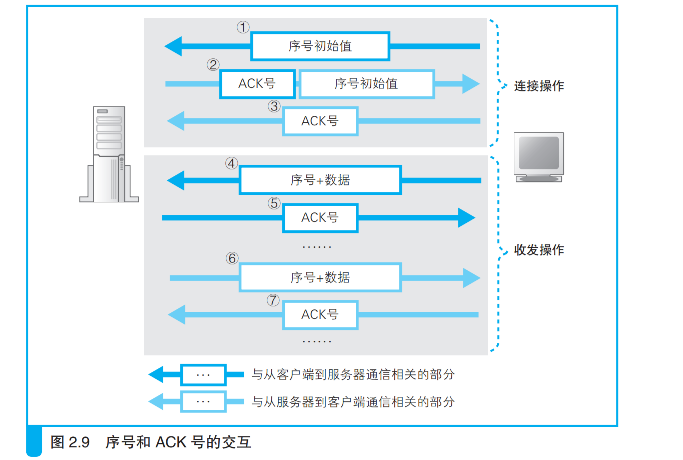 ①
序号初始值
②
ACK号
序号初始值
连接操作
③
ACK号
④
序号+数据
⑤
ACK号
……
收发操作
⑥
序号+数据
⑦
ACK号
……
… 与从客户端到服务器通信相关的部分
… 与从服务器到客户端通信相关的部分
图 2.9 序号和 ACK 号的交互